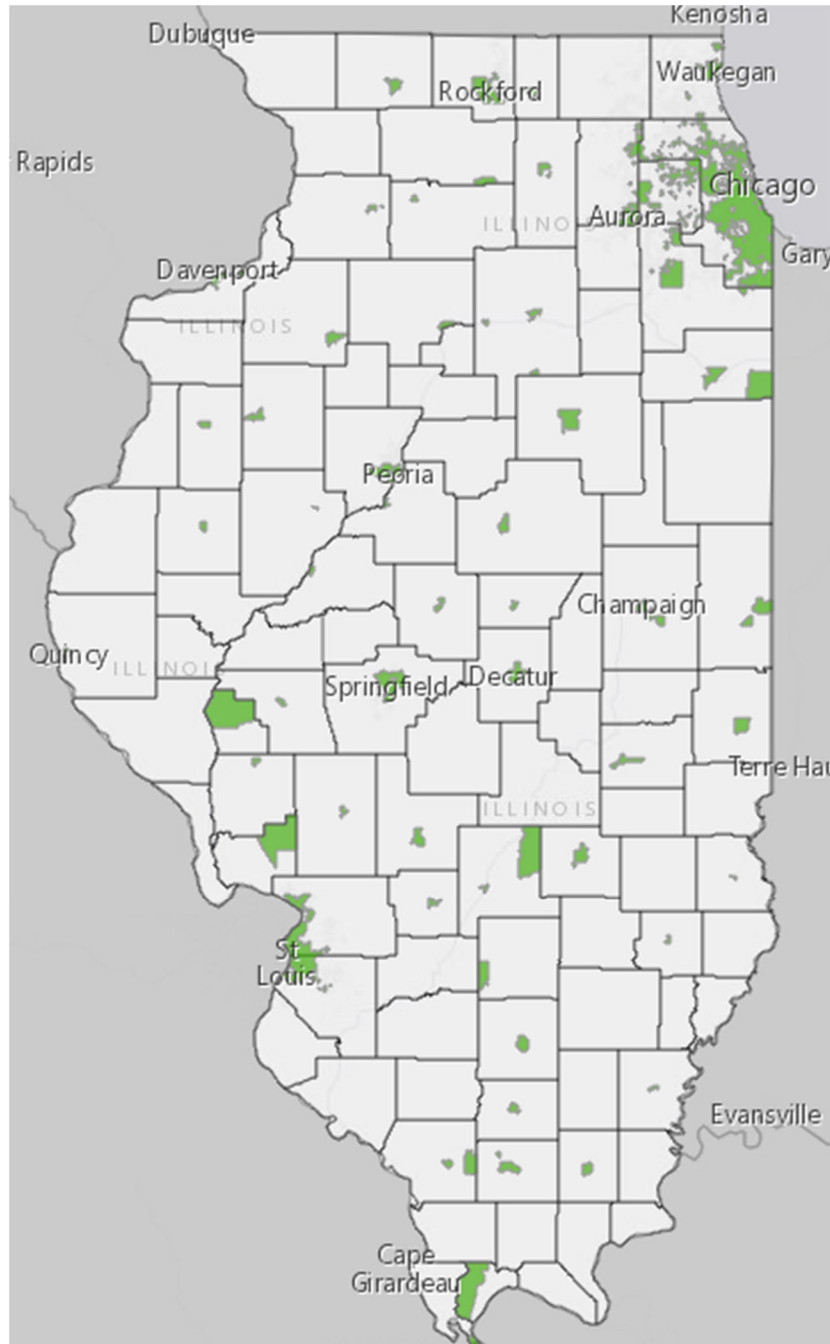 Kenosha
Dubuque
Waukegan
Rockford
Rapids
Chicago
ILLINOIS
Aurora
Gary
Davenport
ILLINOIS
Peoria
Champaign
Quincy
ILLINOIS
Springfield
Decatur
Terre Hau
ILLINOIS
St
Louis
Evansville
Cape
Girardeau